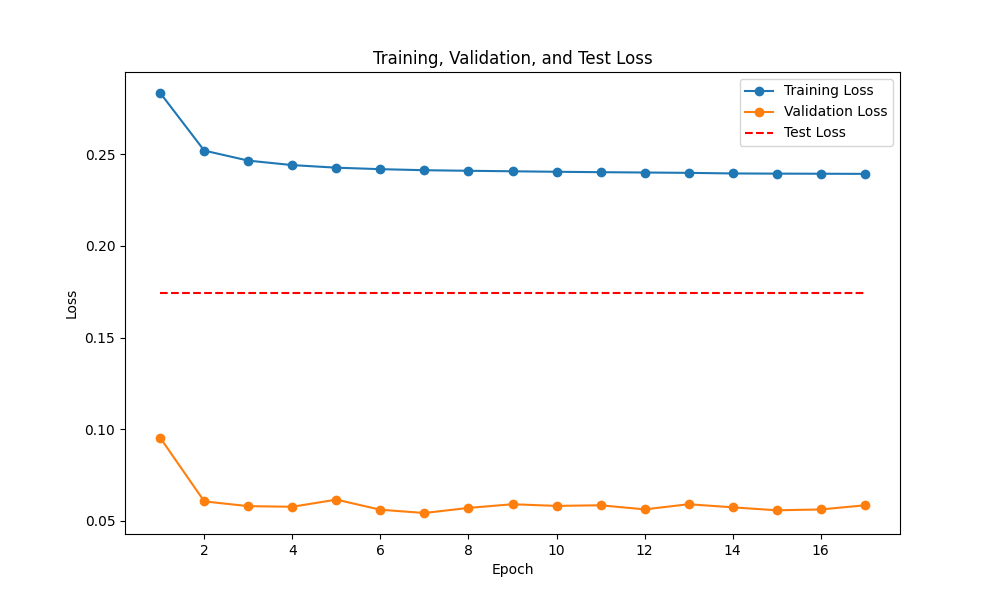 Training, Validation, and Test Loss
Training Loss
Validation Loss
Test Loss
0.25
0.20
0.15
0.10
0.05
Loss
2 4 6 8 10 12 14 16
Epoch